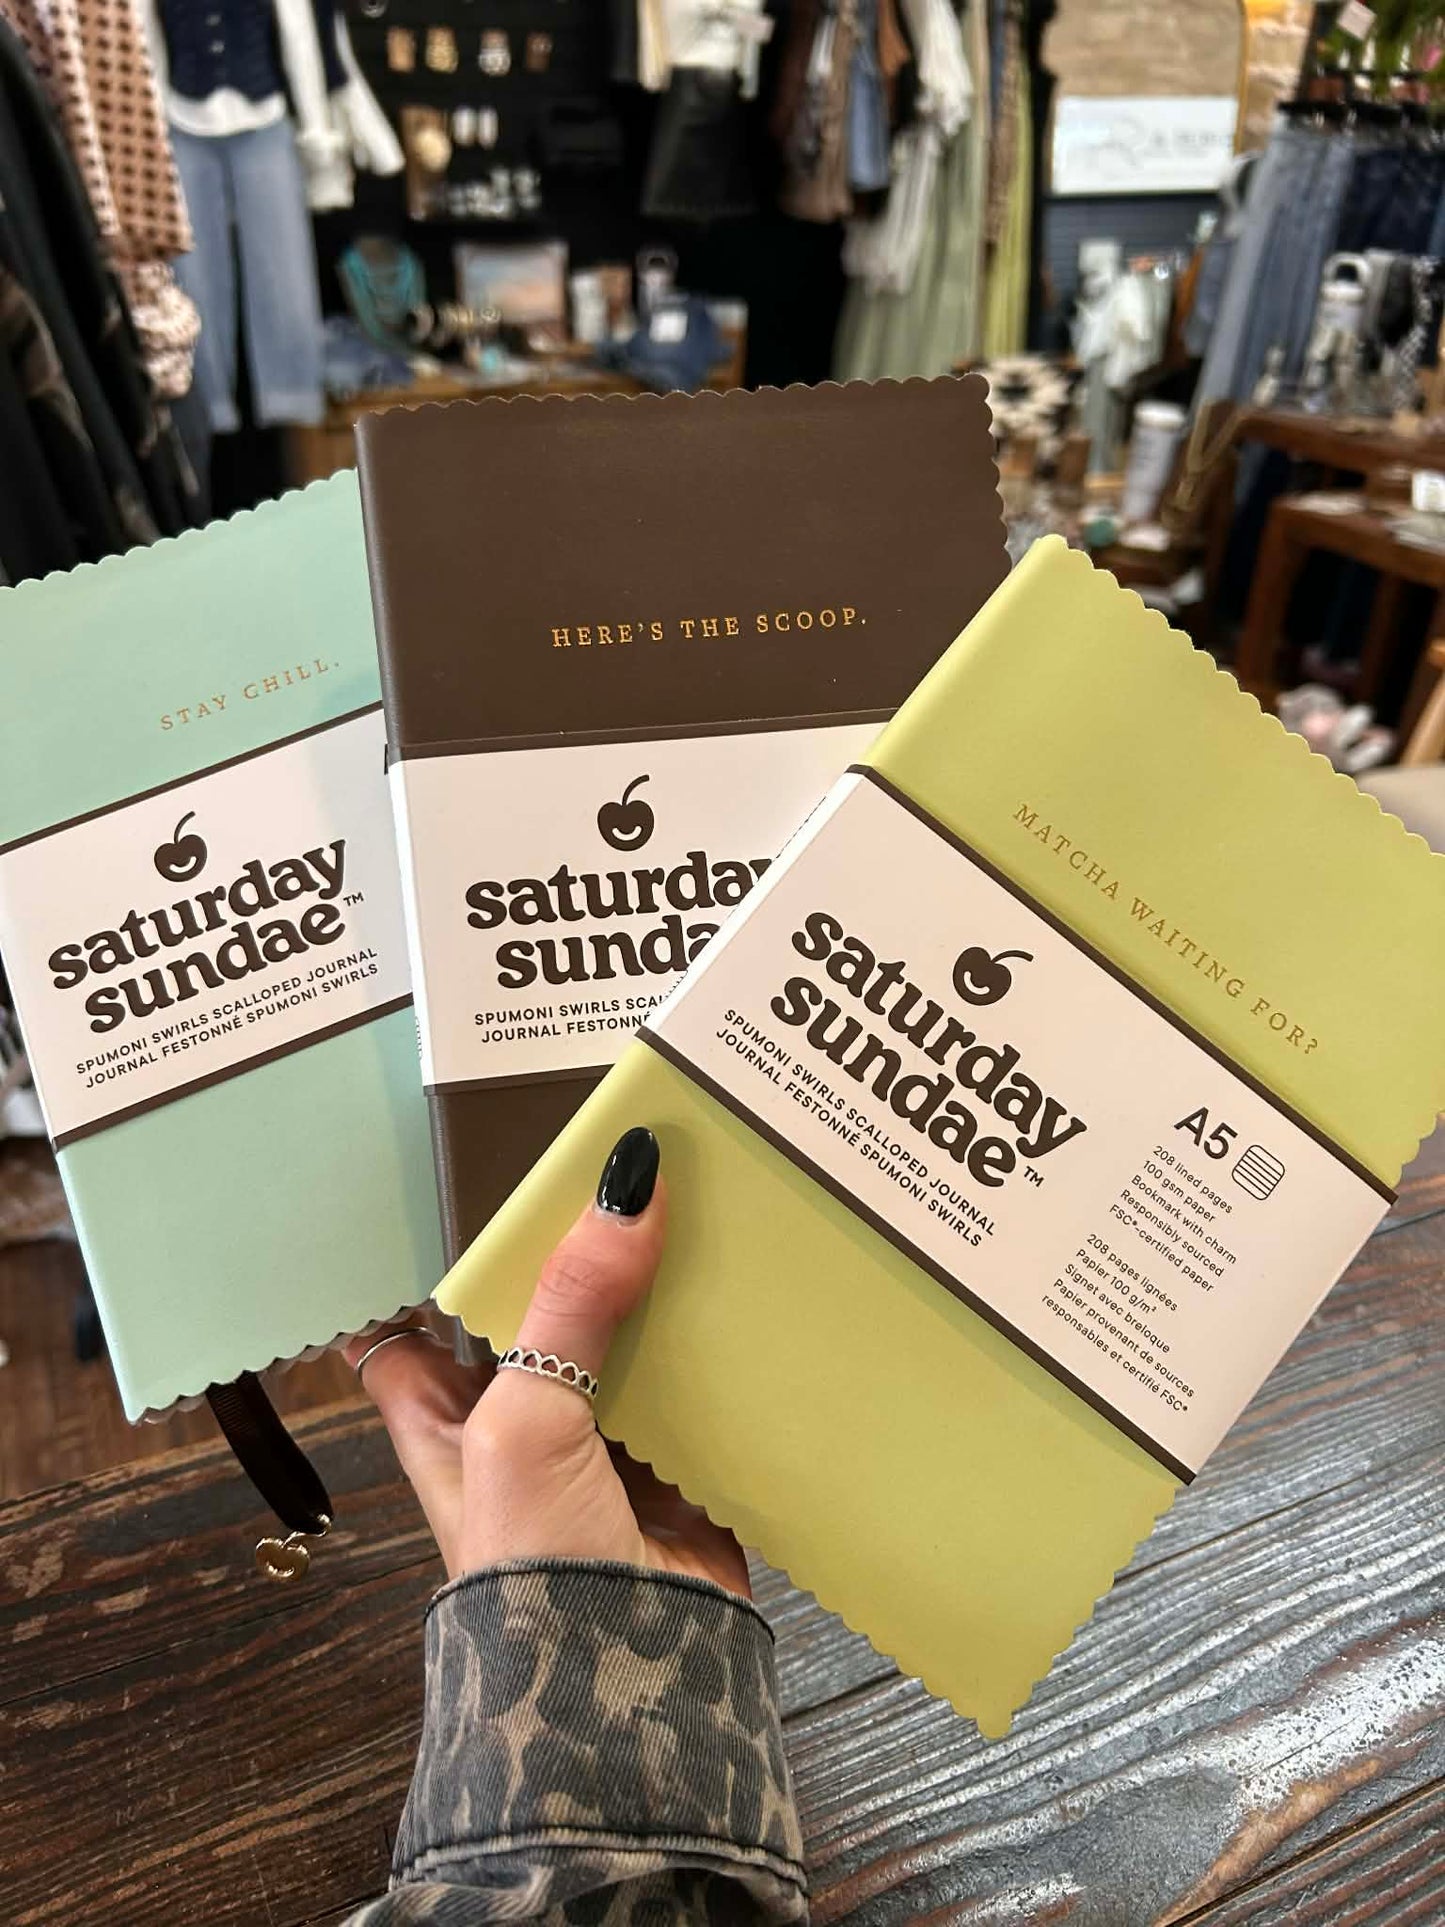 STAY CHILL.
saturday
sundae™
SPUMONI SWIRLS SCALLOPED JOURNAL
JOURNAL FESTONNÉ SPUMONI SWIRLS
HERE'S THE SCOOP.
saturday
sunda
SPUMONI SWIRLS SCA
JOURNAL FESTONNÉ
MATCHA WAITING FOR?
saturday
sundae™
SPUMONI SWIRLS SCALLOPED JOURNAL
JOURNAL FESTONNÉ SPUMONI SWIRLS
A5
208 lined pages
100 gsm paper
Bookmark with charm
Responsibly sourced
FSC®-certified paper
208 pages lignées
Papier 100 g/m²
Signet avec breloque
Papier provenant de sources
responsables et certifié FSC®